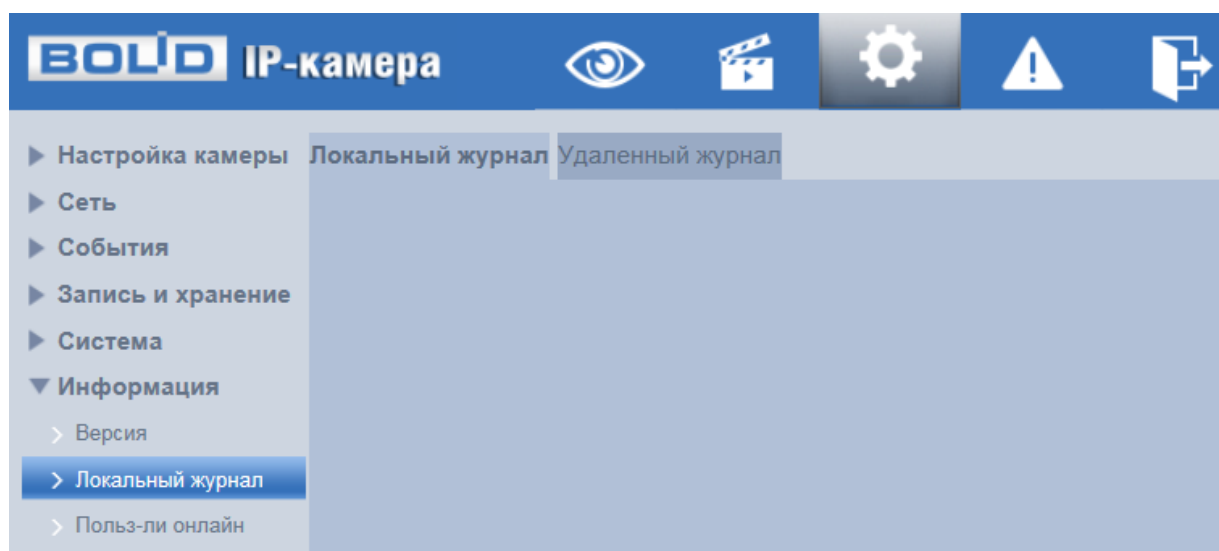 BOLID IP-камера
Настройка камеры
Локальный журнал Удаленный журнал
Сеть
События
Запись и хранение
Система
Информация
Версия
Локальный журнал
Польз-ли онлайн